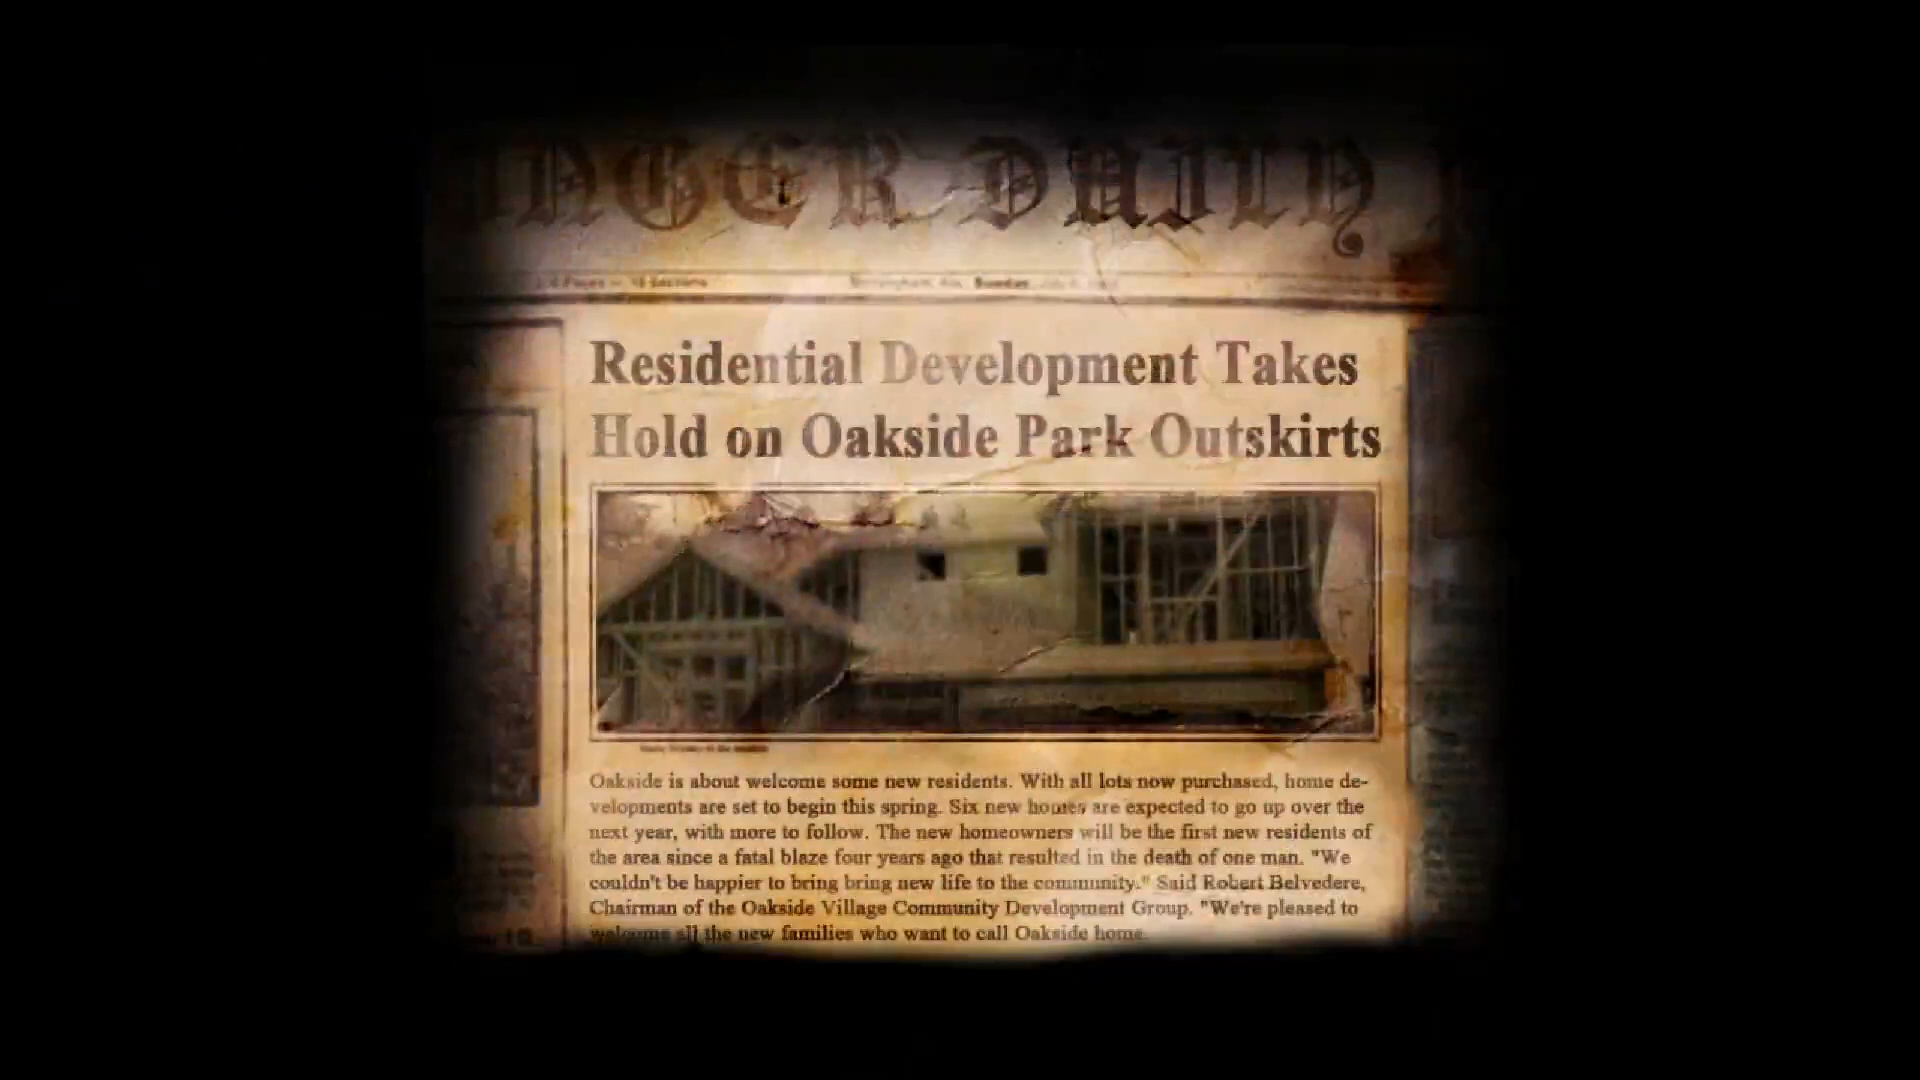 INGER DAILY
Residential Development Takes
Hold on Oakside Park Outskirts
Oakside is about welcome some new residents. With all lots now purchased, home de-
velopments are set to begin this spring. Six new homes are expected to go up over the
next year, with more to follow. The new homeowners will be the first new residents of
the area since a fatal blaze four years ago that resulted in the death of one man. "We
couldn't be happier to bring bring new life to the community." Said Robert Belvedere,
Chairman of the Oakside Village Community Development Group. "We're pleased to
welcome all the new families who want to call Oakside home.